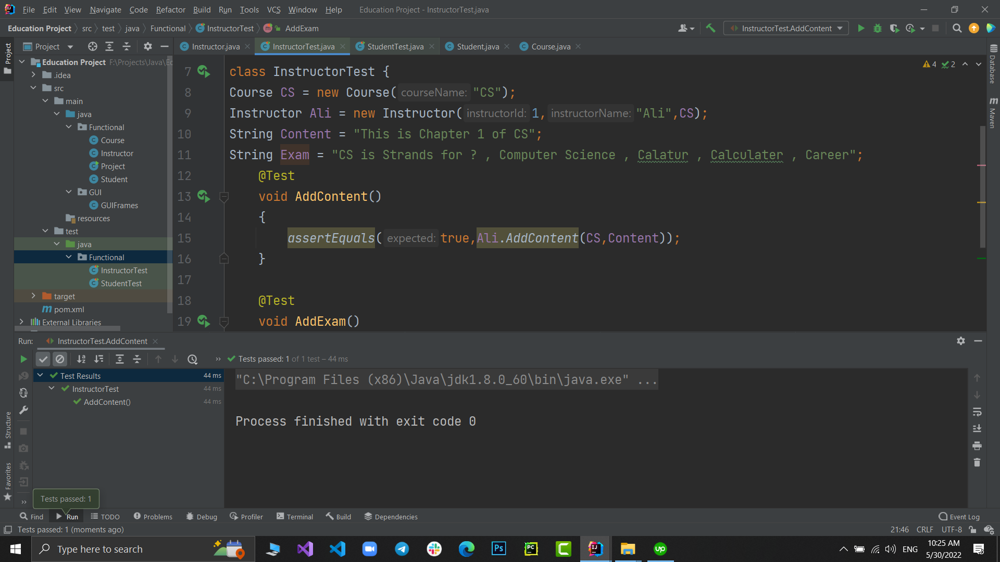 File Edit View Navigate Code Refactor Build Run Tools VCS Window Help Education Project - InstructorTest.java
Education Project src test java Functional InstructorTest AddExam InstructorTest.AddContent
Project Instructor.java InstructorTest.java StudentTest.java Student.java Course.java
Project
Education Project F:\Projects\Java\Ec
.idea
src
main
java
Functional
Course
Instructor
Project
Student
GUI
GUIFrames
resources
test
java
Functional
InstructorTest
StudentTest
target
pom.xml
External Libraries
4 2
7 class InstructorTest {
8 Course CS = new Course( courseName: "CS");
9 Instructor Ali = new Instructor( instructorId: 1, instructorName: "Ali",CS);
10 String Content = "This is Chapter 1 of CS";
11 String Exam = "CS is Strands for ? , Computer Science , Calatur , Calculater , Career";
12 @Test
13 void AddContent()
14 {
15 assertEquals( expected: true,Ali.AddContent(CS,Content));
16 }
17
18 @Test
19 void AddExam()
Database
Maven
Run: InstructorTest.AddContent
Tests passed: 1 of 1 test – 44 ms
Test Results 44 ms
InstructorTest 44 ms
AddContent() 44 ms
"C:\Program Files (x86)\Java\jdk1.8.0_60\bin\java.exe" ...
Process finished with exit code 0
Structure
Favorites
Tests passed: 1
Find Run TODO Problems Debug Profiler Terminal Build Dependencies Event Log
Tests passed: 1 (moments ago) 21:46 CRLF UTF-8
Type here to search
Ps
PC
C
IJ
up
ENG
10:25 AM
5/30/2022